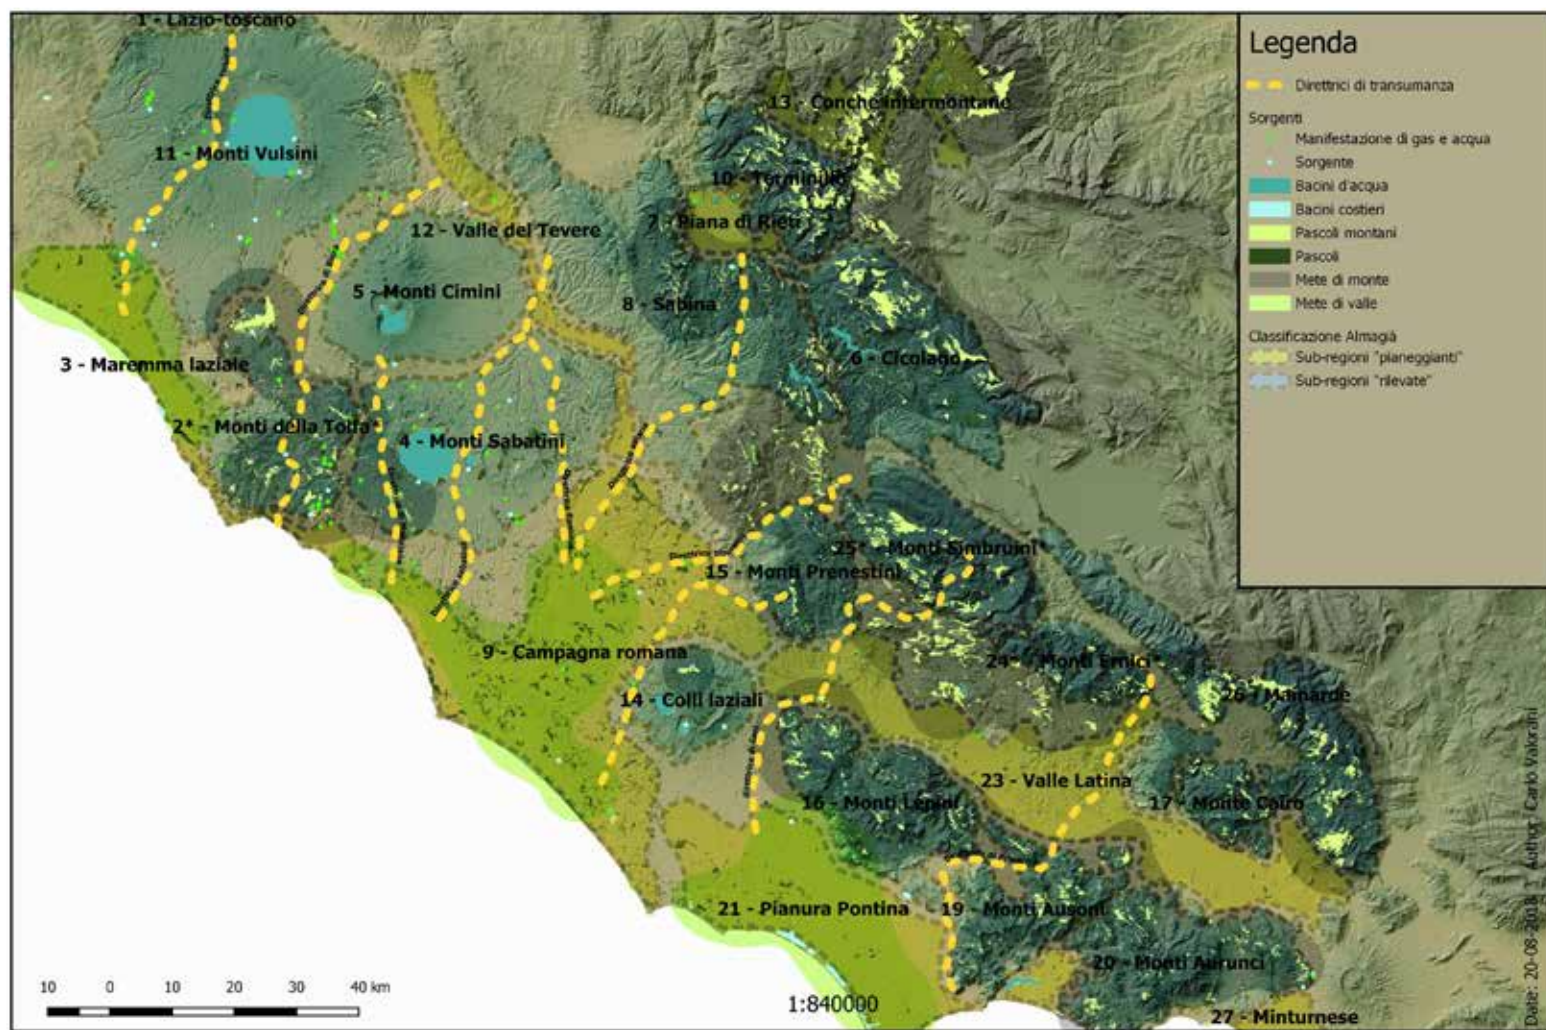 1 - Lazio-toscano
11 - Monti Vulsini
13 - Conche intermontane
10 - Terminillo
7 - Piana di Rieti
12 - Valle del Tevere
5 - Monti Cimini
8 - Sabina
3 - Maremma laziale
6 - Cicolano
2* - Monti della Tolfa*
4 - Monti Sabatini
25* - Monti Simbruini*
15 - Monti Prenestini
9 - Campagna romana
24* - Monti Ernici*
14 - Colli laziali
26 - Mainarde
23 - Valle Latina
16 - Monti Lepini
17 - Monte Cairo
21 - Pianura Pontina
19 - Monti Ausoni
20 - Monti Aurunci
27 - Minturnese
10 0 10 20 30 40 km
1:840000
Legenda
Direttrici di transumanza
Sorgenti
Manifestazione di gas e acqua
Sorgente
Bacini d'acqua
Bacini costieri
Pascoli montani
Pascoli
Mete di monte
Mete di valle
Classificazione Almagià
Sub-regioni "pianeggianti"
Sub-regioni "rilevate"
Date: 20-08-2018 - Author: Carlo Valorani